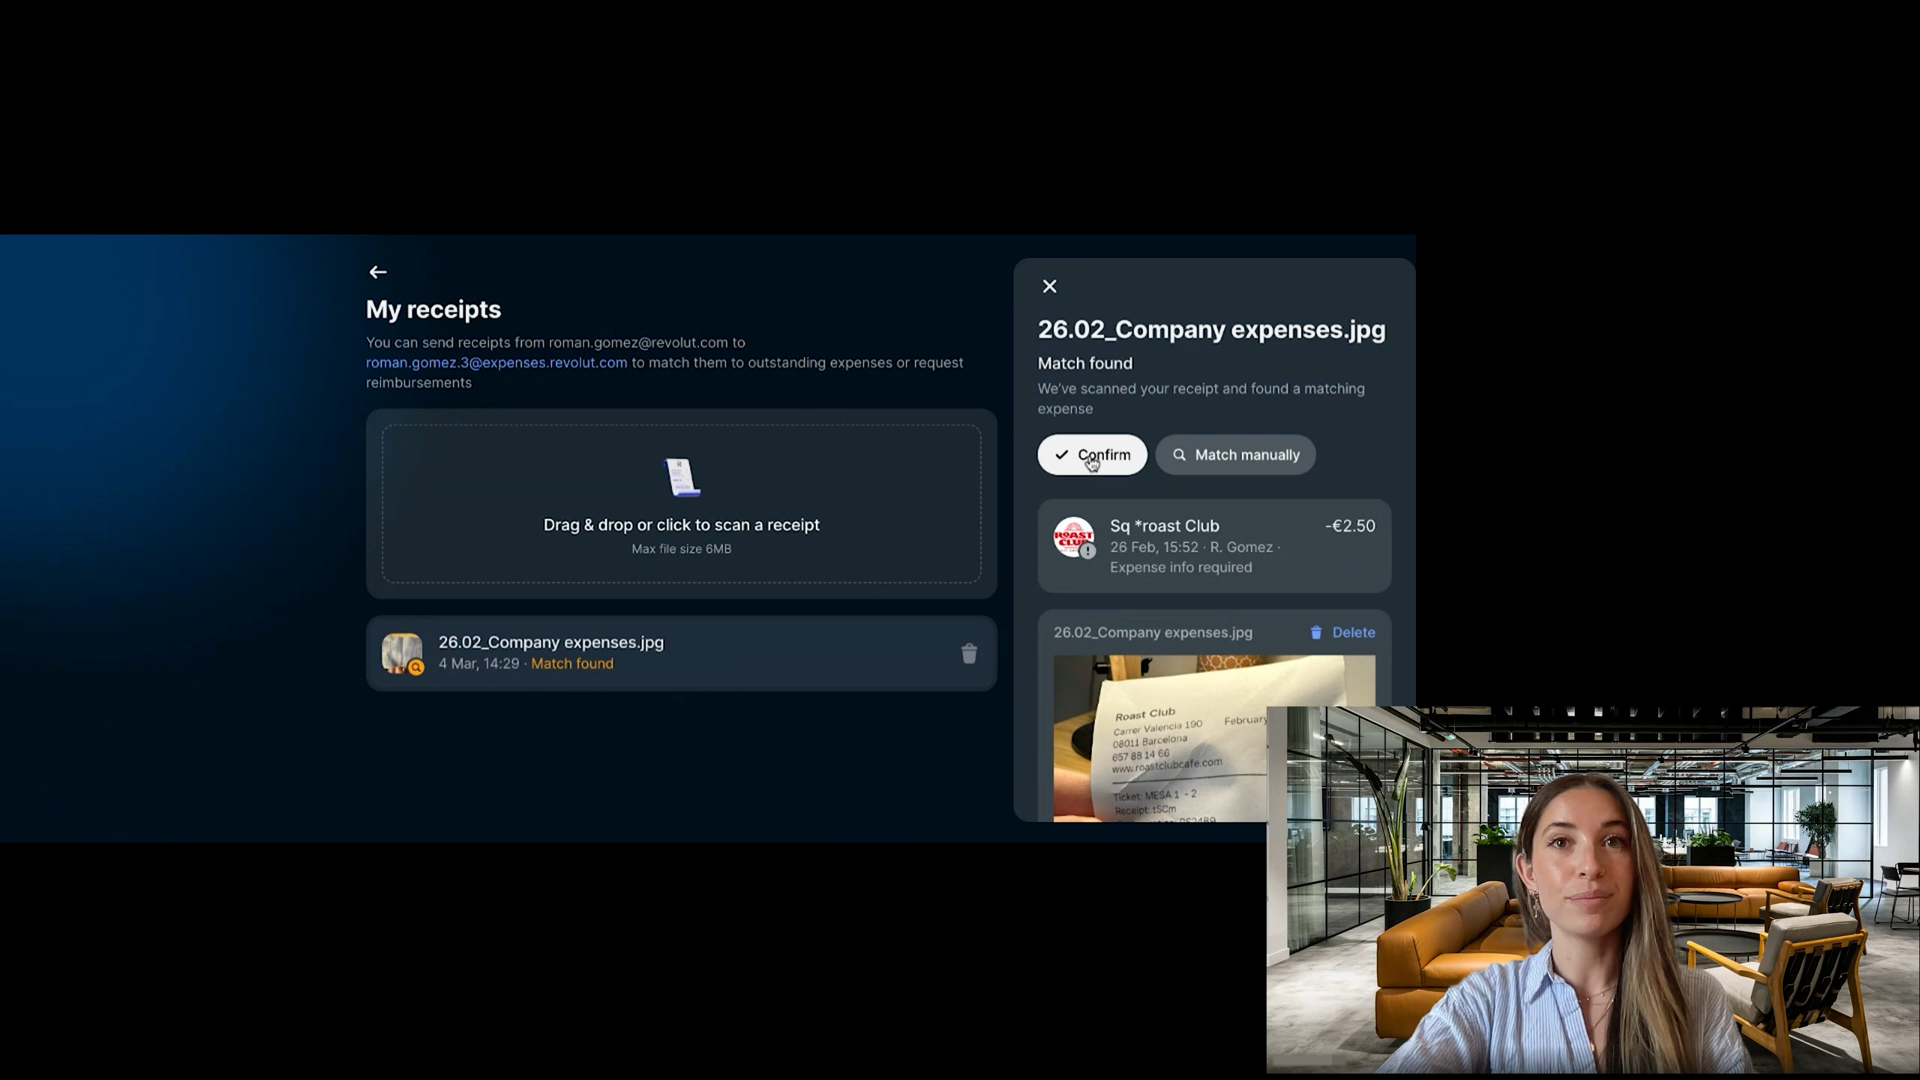 My receipts
You can send receipts from roman.gomez@revolut.com to
roman.gomez.3@expenses.revolut.com to match them to outstanding expenses or request
reimbursements
Drag & drop or click to scan a receipt
Max file size 6MB
26.02_Company expenses.jpg
4 Mar, 14:29 · Match found
26.02_Company expenses.jpg
Match found
We've scanned your receipt and found a matching
expense
Confirm
Match manually
ROAST
CLUB
Sq *roast Club
-€2.50
26 Feb, 15:52 · R. Gomez ·
Expense info required
26.02_Company expenses.jpg
Delete
Roast Club
Carrer Valencia 190
February
08011 Barcelona
657 88 14 66
www.roastclubcafe.com
Ticket: MESA 1 - 2
Receipt: t5Cm